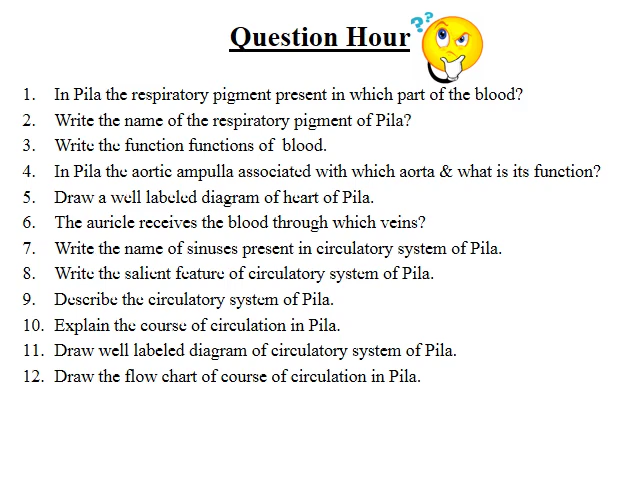 Question Hour
??
1. In Pila the respiratory pigment present in which part of the blood?
2. Write the name of the respiratory pigment of Pila?
3. Write the function functions of blood.
4. In Pila the aortic ampulla associated with which aorta & what is its function?
5. Draw a well labeled diagram of heart of Pila.
6. The auricle receives the blood through which veins?
7. Write the name of sinuses present in circulatory system of Pila.
8. Write the salient feature of circulatory system of Pila.
9. Describe the circulatory system of Pila.
10. Explain the course of circulation in Pila.
11. Draw well labeled diagram of circulatory system of Pila.
12. Draw the flow chart of course of circulation in Pila.